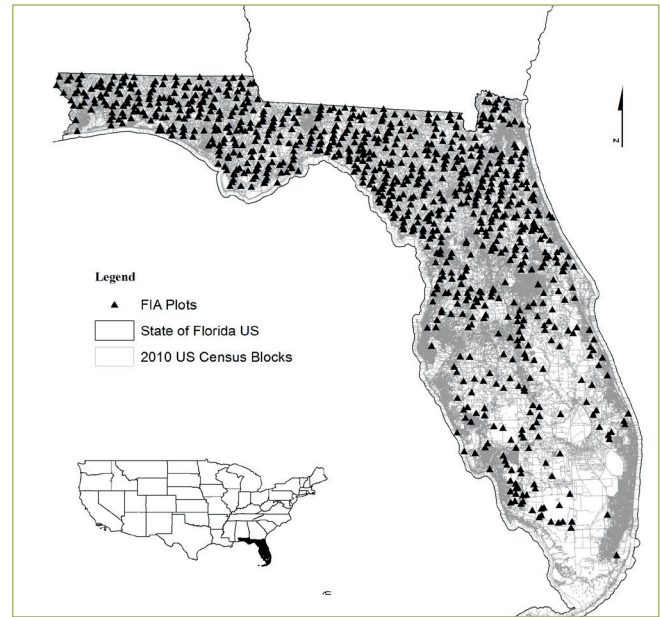 N
Legend
FIA Plots
State of Florida US
2010 US Census Blocks